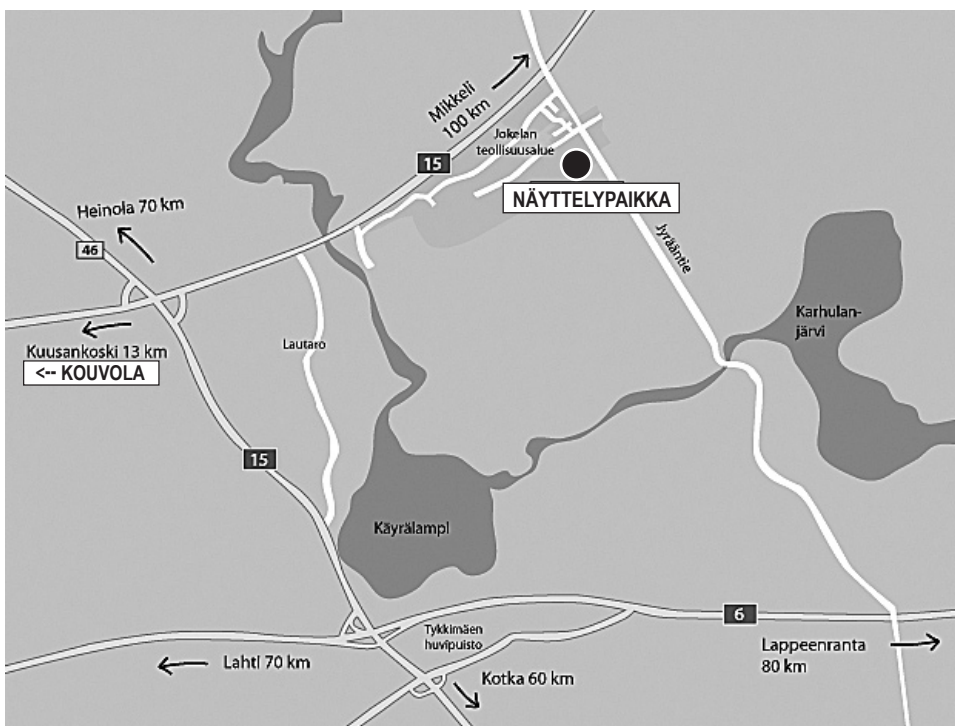 Mikkeli
100 km
Jokelan
teollisuusalue
15
NÄYTTELYPAIKKA
Heinola 70 km
46
Jyrääntie
Karhulan-
järvi
Kuusankoski 13 km
<-- KOUVOLA
Lautaro
15
Käyrälampi
6
Tykkimäen
huvipuisto
Lahti 70 km
Kotka 60 km
Lappeenranta
80 km